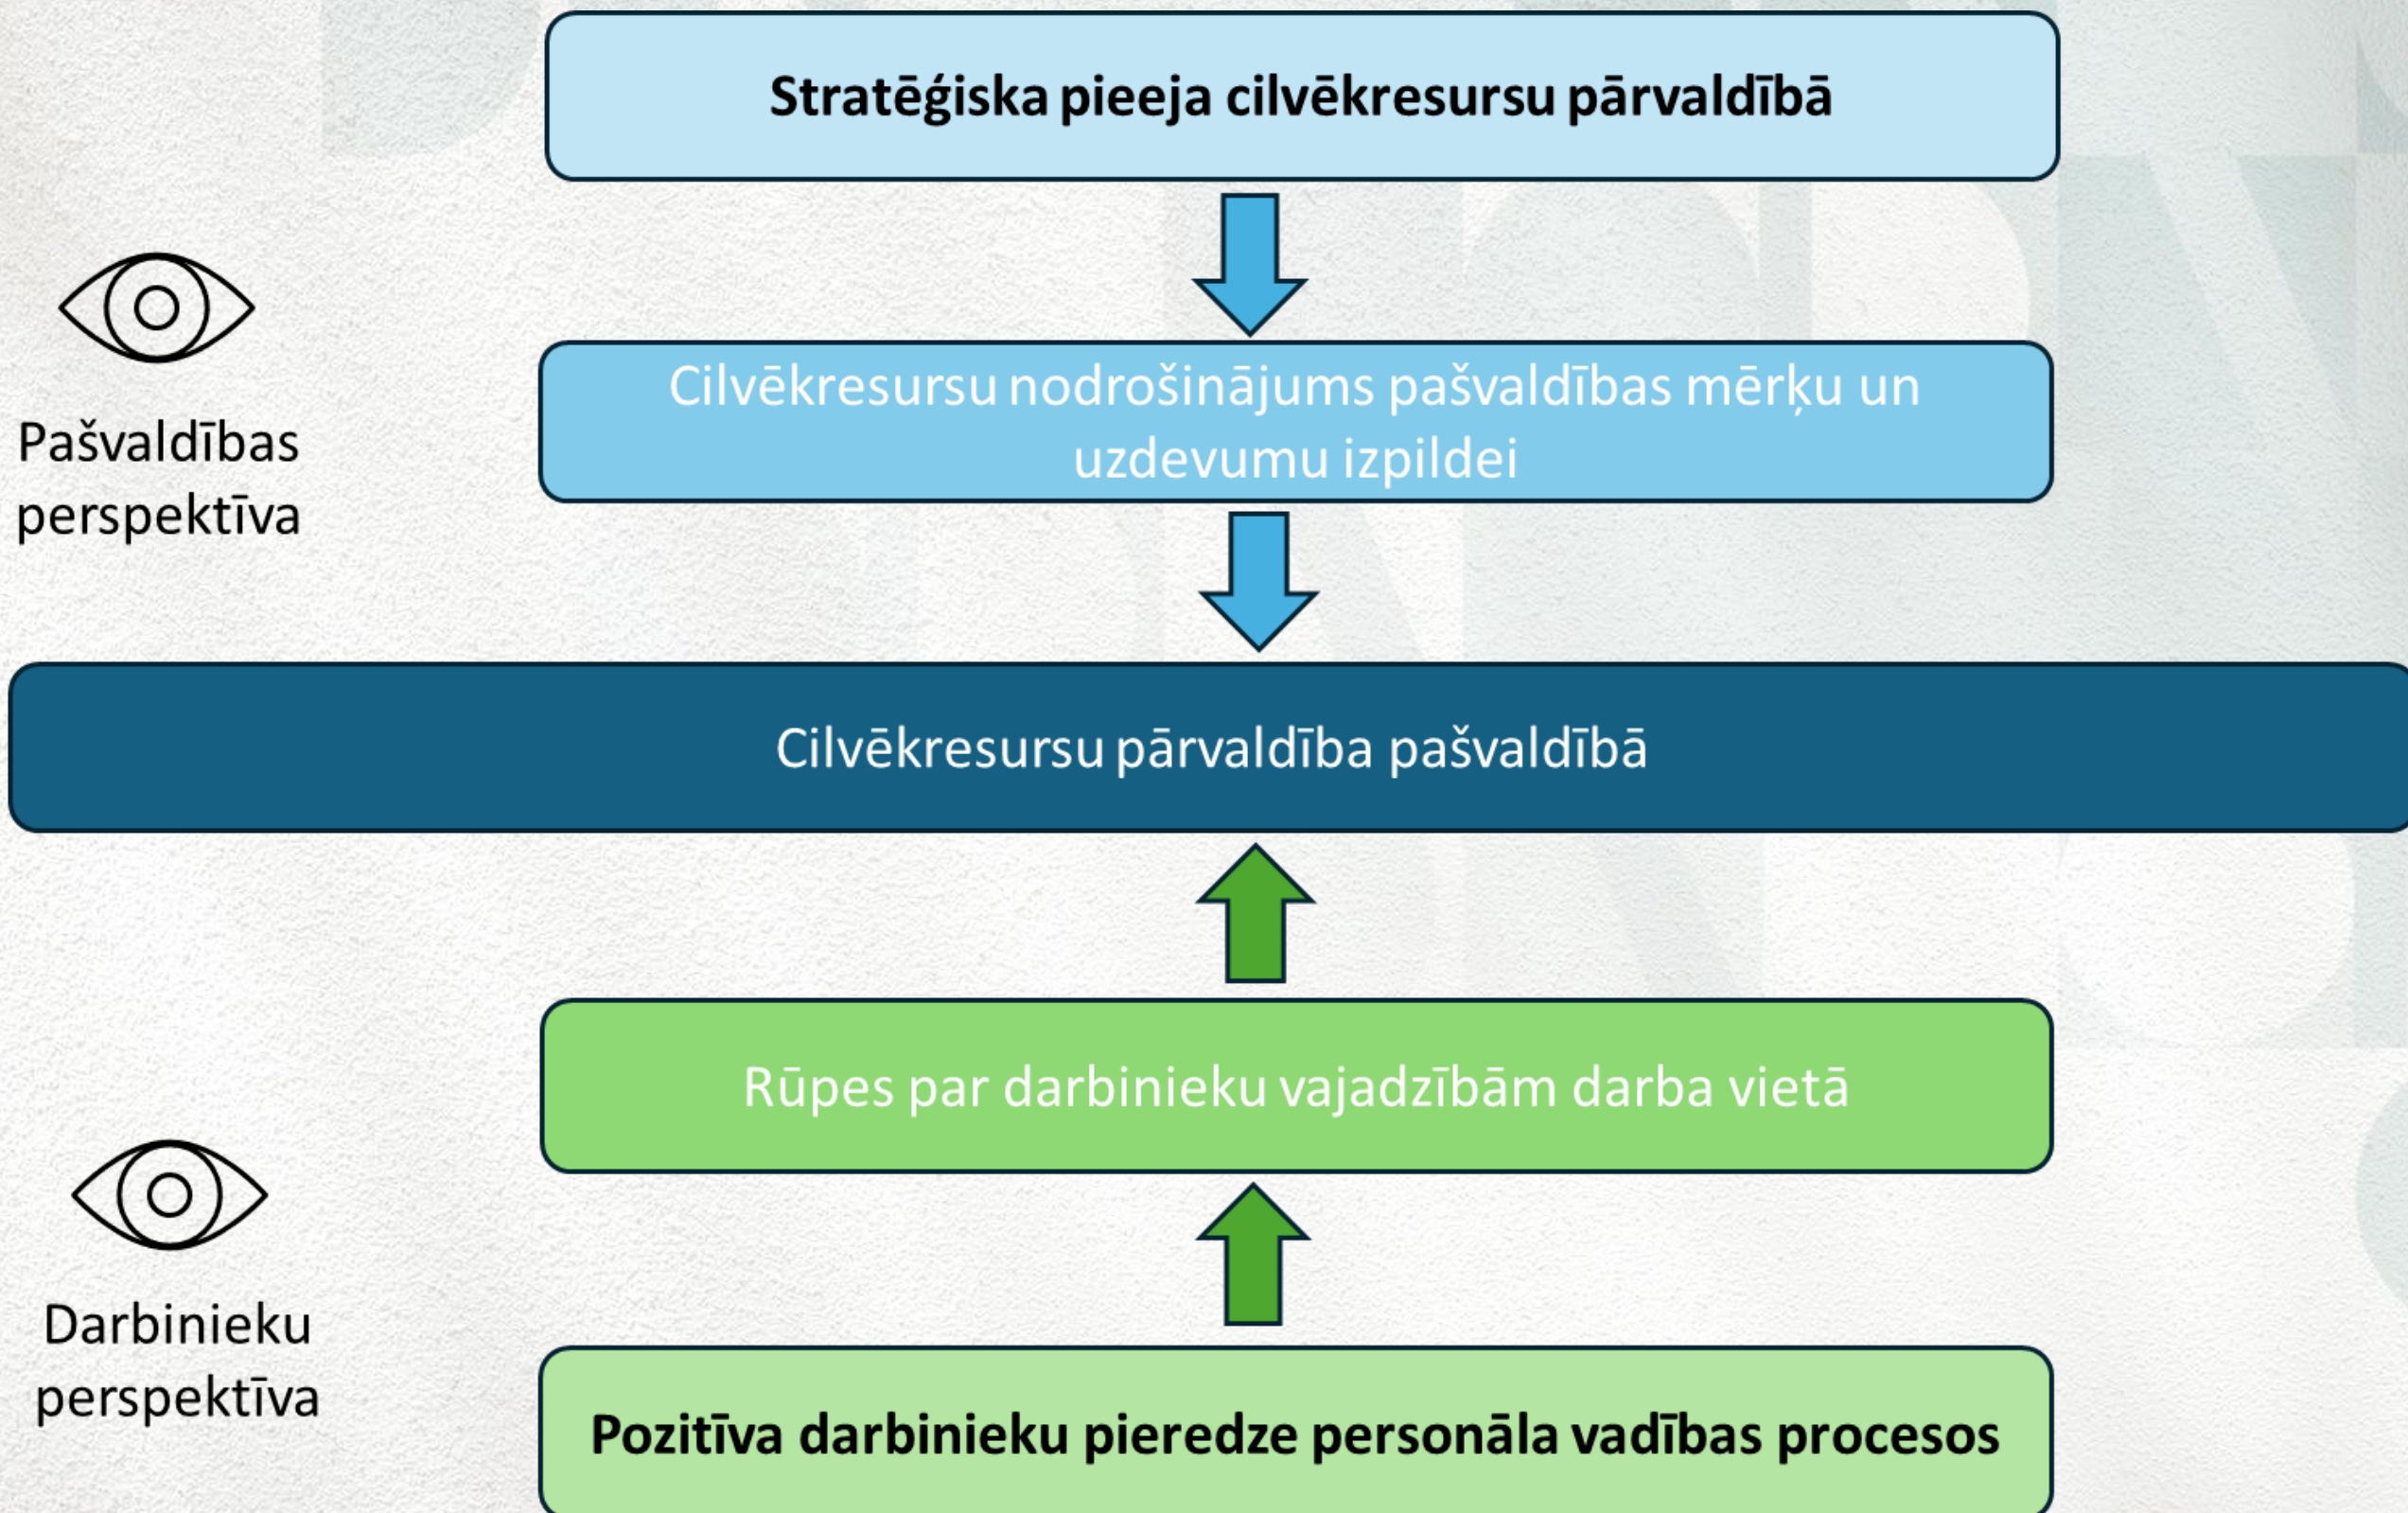 Stratēģiska pieeja cilvēkresursu pārvaldībā
Pašvaldības
perspektīva
Cilvēkresursu nodrošinājums pašvaldības mērķu un
uzdevumu izpildei
Cilvēkresursu pārvaldība pašvaldībā
Rūpes par darbinieku vajadzībām darba vietā
Darbinieku
perspektīva
Pozitīva darbinieku pieredze personāla vadības procesos